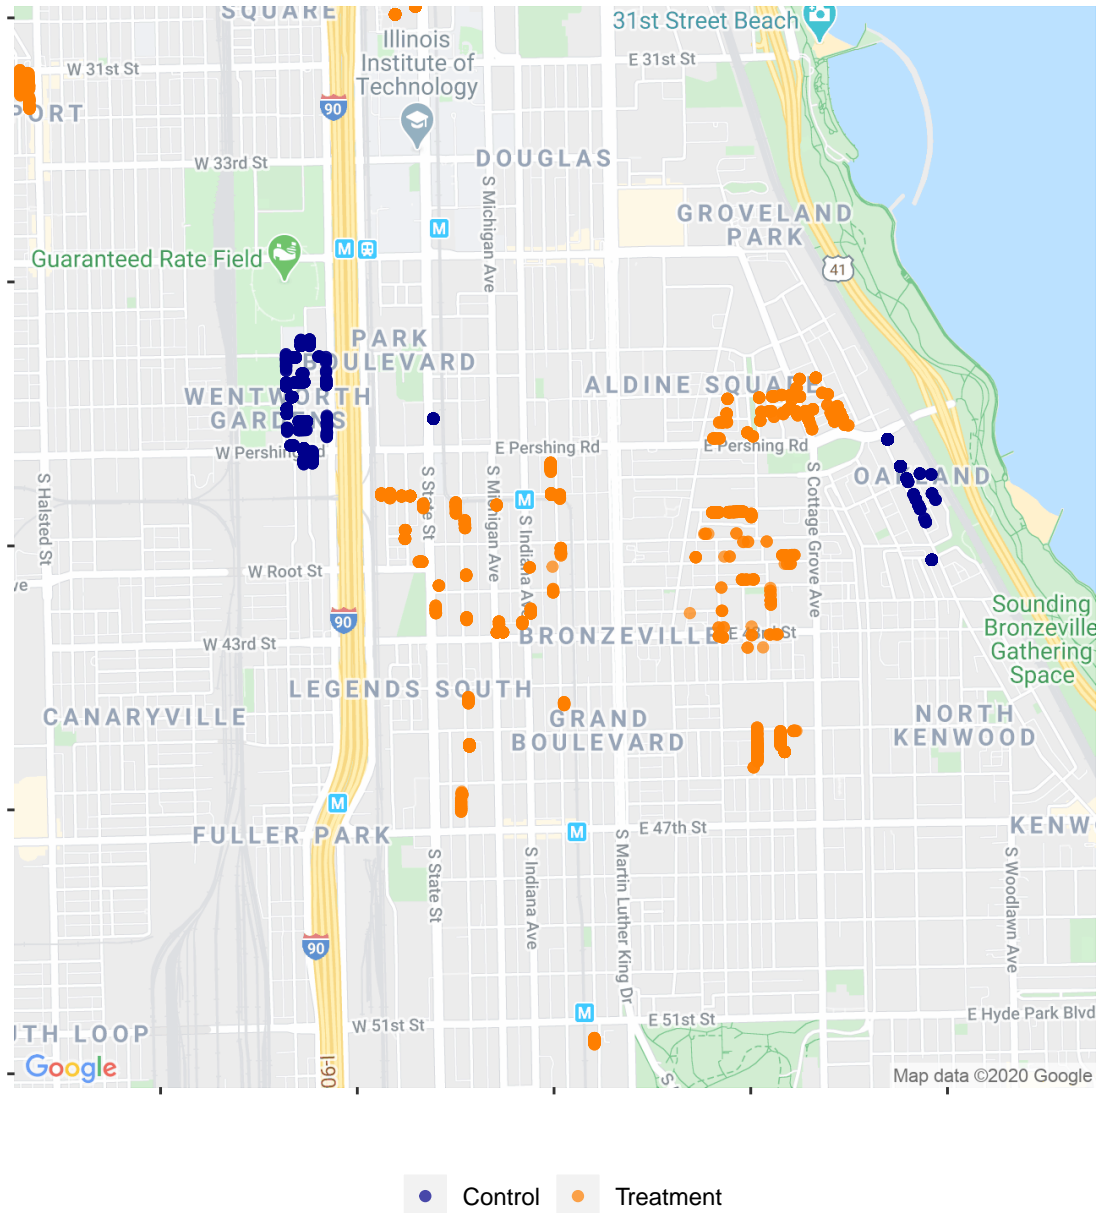 SQUARE
31st Street Beach
Illinois
Institute of
Technology
W 31st St
E 31st St
PORT
90
W 33rd St
DOUGLAS
S Michigan Ave
GROVELAND
PARK
M
Guaranteed Rate Field
M
41
PARK
BOULEVARD
ALDINE SQUARE
WENTWORTH
GARDENS
E Pershing Rd
E Pershing Rd
W Pershing Rd
OAKLAND
S Halsted St
S State St
S Michigan Ave
M
S Indiana Ave
S Cottage Grove Ave
W Root St
ve
Sounding
Bronzeville
Gathering
Space
90
BRONZEVILLE
E 43rd St
W 43rd St
LEGENDS SOUTH
CANARYVILLE
GRAND
BOULEVARD
NORTH
KENWOOD
M
FULLER PARK
M
E 47th St
KENW
S State St
S Indiana Ave
S Martin Luther King Dr
S Woodlawn Ave
90
M
UTH LOOP
W 51st St
E 51st St
E Hyde Park Blvd
I-90
Google
S
Map data ©2020 Google
Control
Treatment